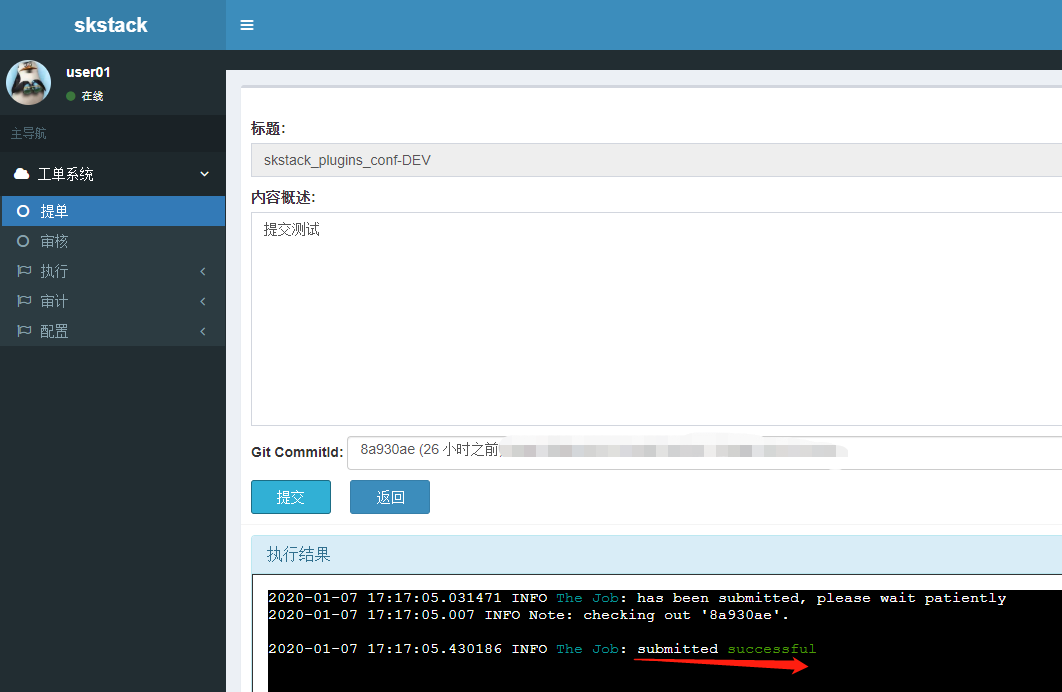 skstack
user01
在线
主导航
工单系统
提单
审核
执行
审计
配置
标题:
skstack_plugins_conf-DEV
内容概述:
提交测试
Git CommitId: 8a930ae (26 小时之前
提交 返回
执行结果
2020-01-07 17:17:05.031471 INFO The Job: has been submitted, please wait patiently
2020-01-07 17:17:05.007 INFO Note: checking out '8a930ae'.
2020-01-07 17:17:05.430186 INFO The Job: submitted successful